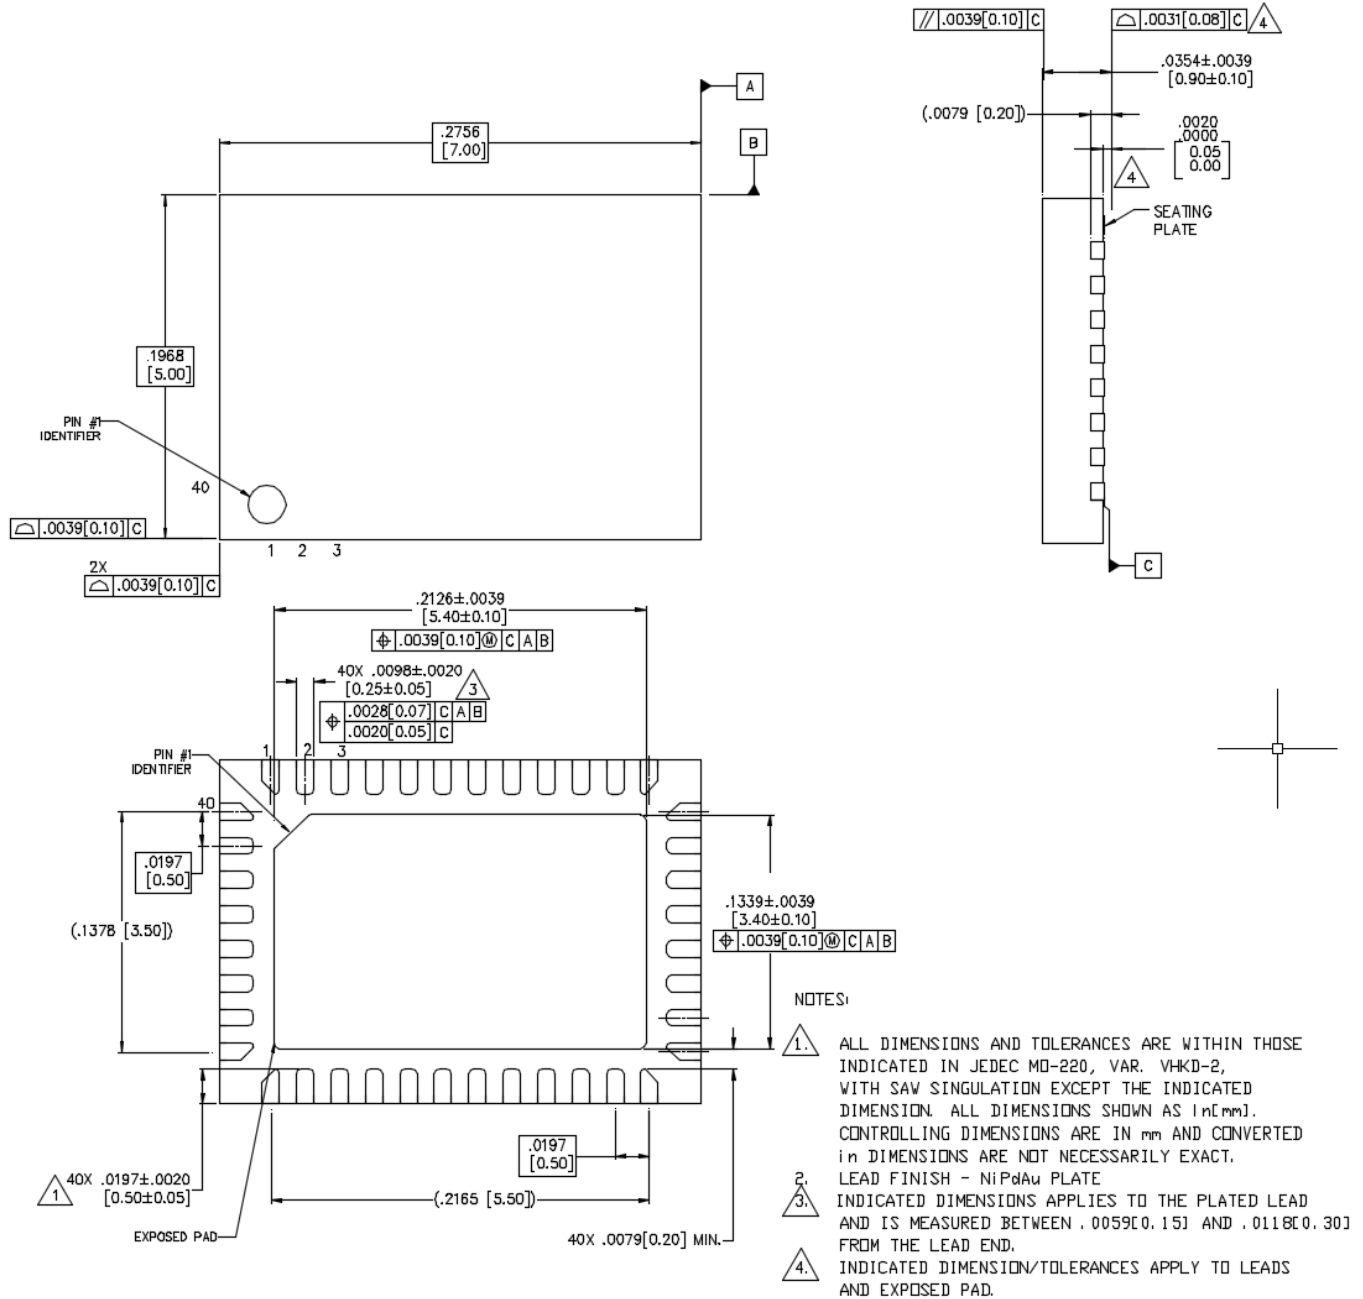 // .0039[0.10] C
⌓ .0031[0.08] C 4
.0354±.0039
[0.90±0.10]
(.0079 [0.20])
.0020
.0000
[0.05
0.00]
4
SEATING
PLATE
C
A
B
.2756
[7.00]
.1968
[5.00]
PIN #1
IDENTIFIER
40
⌓ .0039[0.10] C
1 2 3
2X
⌓ .0039[0.10] C
.2126±.0039
[5.40±0.10]
⌖ .0039[0.10]Ⓜ C A B
40X .0098±.0020
[0.25±0.05] 3
⌖ .0028[0.07] C A B
.0020[0.05] C
1 2 3
PIN #1
IDENTIFIER
40
.0197
[0.50]
(.1378 [3.50])
.1339±.0039
[3.40±0.10]
⌖ .0039[0.10]Ⓜ C A B
.0197
[0.50]
1 40X .0197±.0020
[0.50±0.05]
(.2165 [5.50])
EXPOSED PAD
40X .0079[0.20] MIN.
NOTES:
1. ALL DIMENSIONS AND TOLERANCES ARE WITHIN THOSE
INDICATED IN JEDEC MO-220, VAR. VHKD-2,
WITH SAW SINGULATION EXCEPT THE INDICATED
DIMENSION. ALL DIMENSIONS SHOWN AS in[mm].
CONTROLLING DIMENSIONS ARE IN mm AND CONVERTED
in DIMENSIONS ARE NOT NECESSARILY EXACT.
2. LEAD FINISH - NiPdAu PLATE
3. INDICATED DIMENSIONS APPLIES TO THE PLATED LEAD
AND IS MEASURED BETWEEN .0059[0.15] AND .0118[0.30]
FROM THE LEAD END.
4. INDICATED DIMENSION/TOLERANCES APPLY TO LEADS
AND EXPOSED PAD.